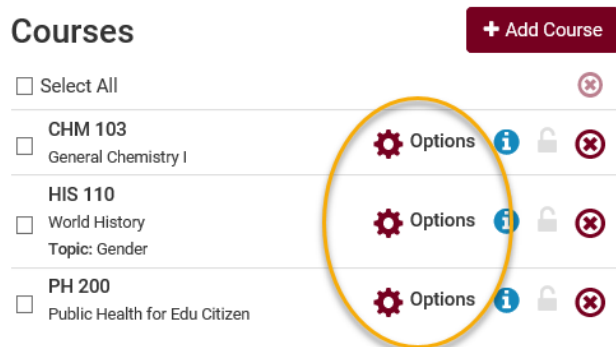 Courses
+ Add Course
Select All
CHM 103
General Chemistry I
Options
HIS 110
World History
Topic: Gender
Options
PH 200
Public Health for Edu Citizen
Options